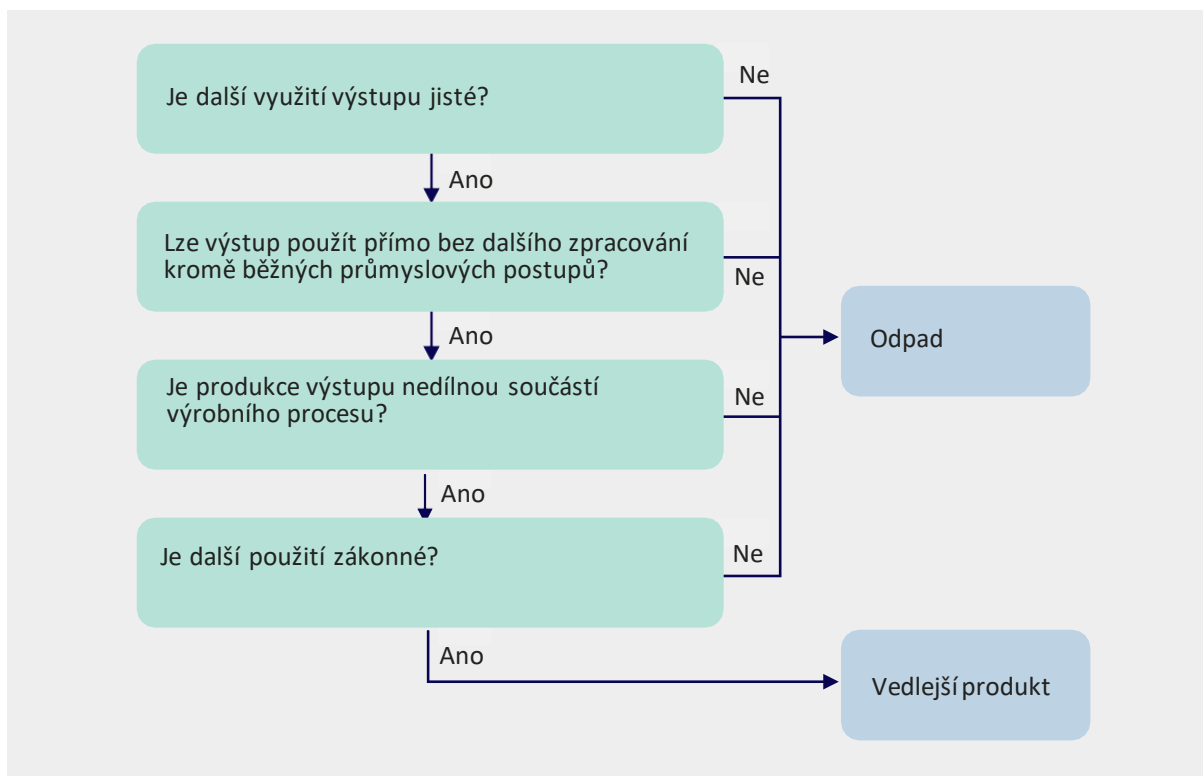 Je další využití výstupu jisté?
Ne
Ano
Lze výstup použít přímo bez dalšího zpracování
kromě běžných průmyslových postupů?
Ne
Ano
Odpad
Je produkce výstupu nedílnou součástí
výrobního procesu?
Ne
Ano
Je další použití zákonné?
Ne
Ano
Vedlejší produkt